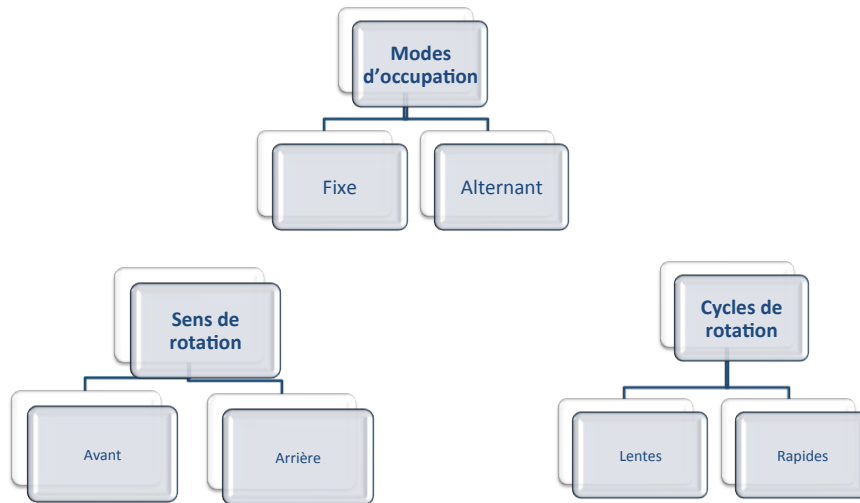 Modes
d’occupation
Fixe
Alternant
Sens de
rotation
Avant
Arrière
Cycles de
rotation
Lentes
Rapides